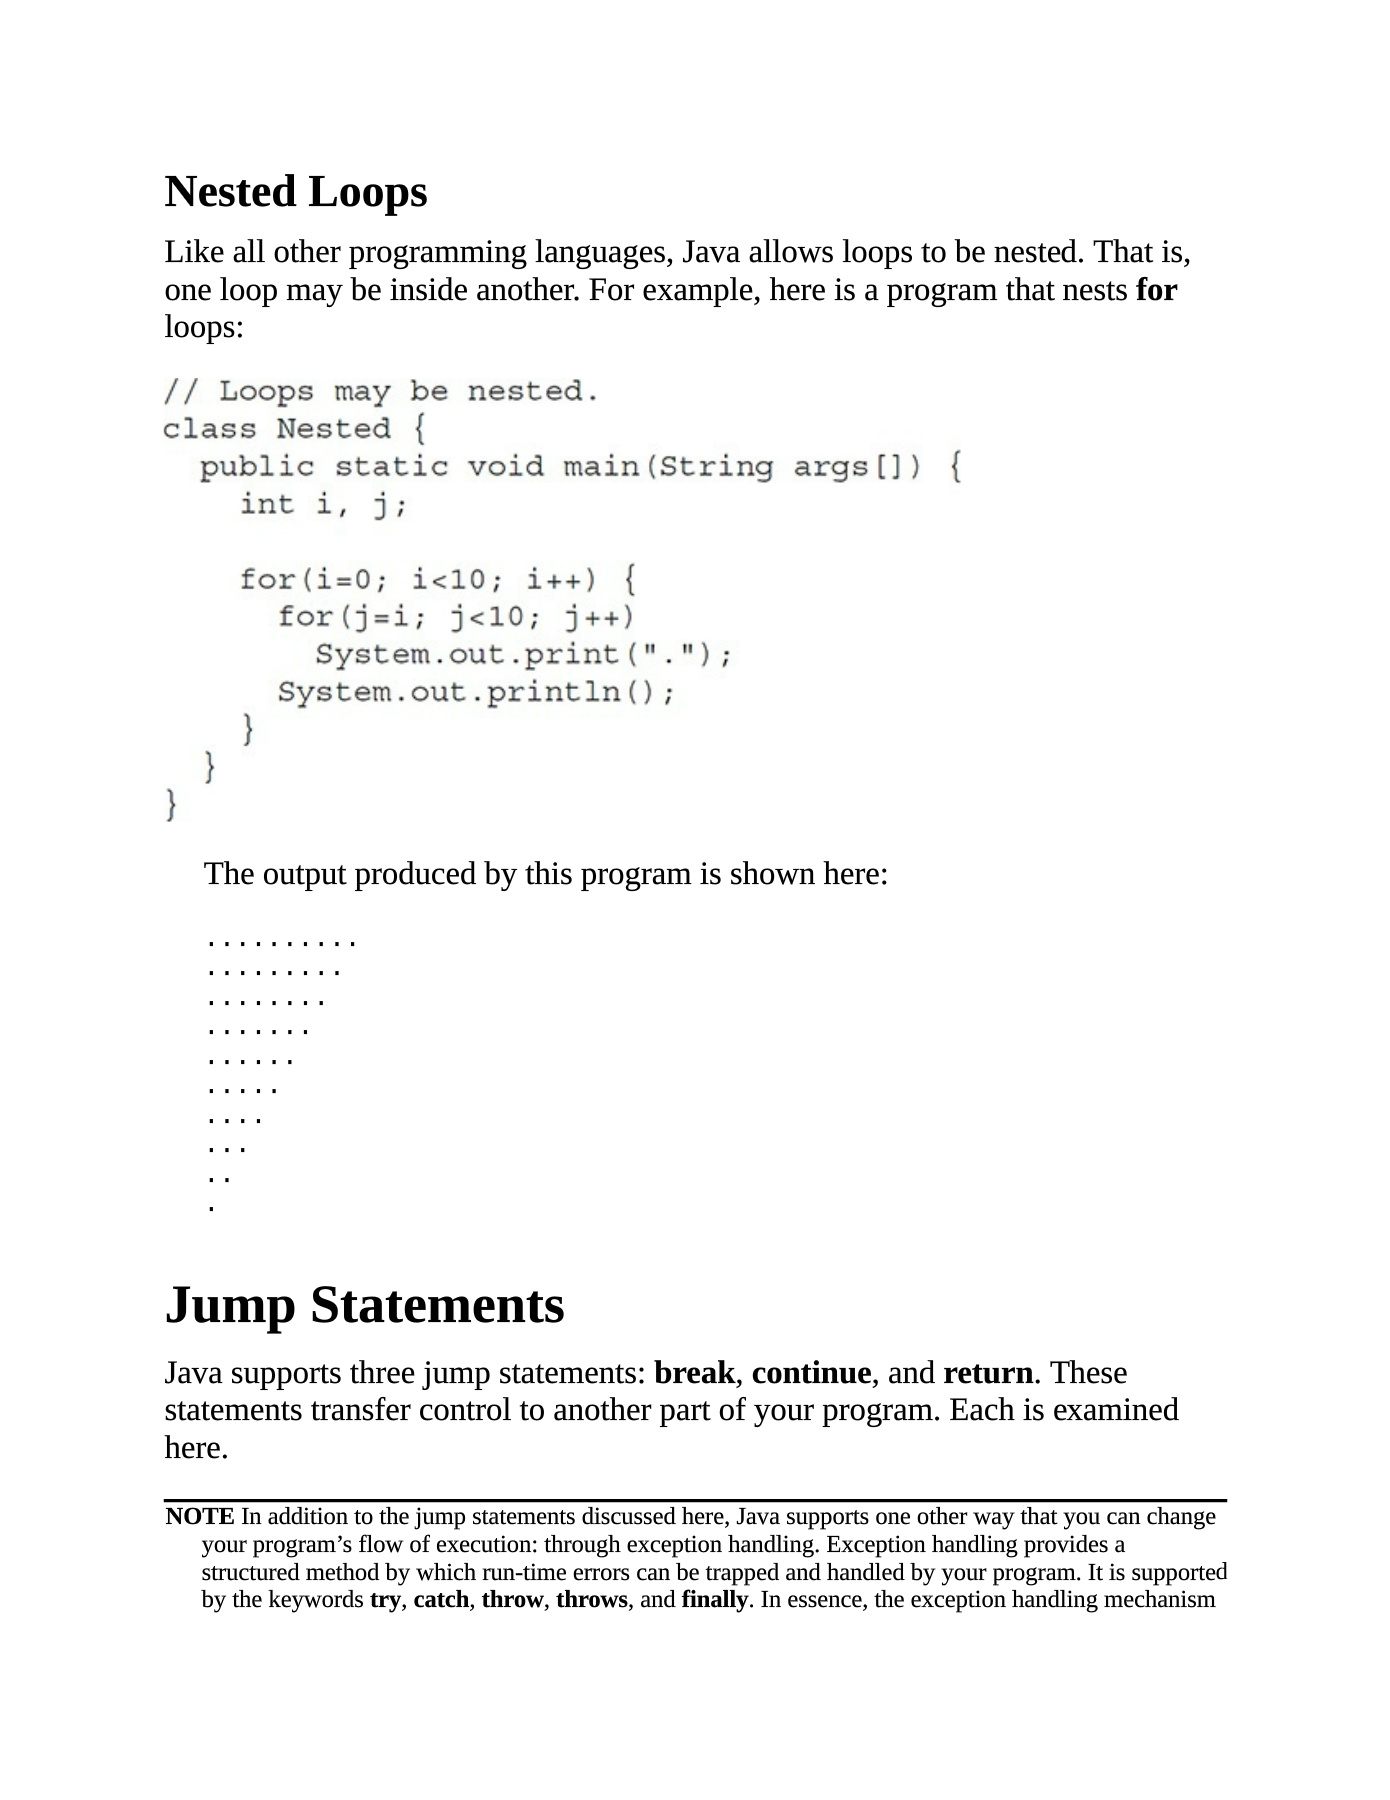 Nested Loops
Like all other programming languages, Java allows loops to be nested. That is,
one loop may be inside another. For example, here is a program that nests for
loops:
// Loops may be nested.
class Nested {
  public static void main(String args[]) {
    int i, j;

    for(i=0; i<10; i++) {
      for(j=i; j<10; j++)
        System.out.print(".");
      System.out.println();
    }
  }
}
The output produced by this program is shown here:
..........
.........
........
.......
......
.....
....
...
..
.
Jump Statements
Java supports three jump statements: break, continue, and return. These
statements transfer control to another part of your program. Each is examined
here.
NOTE In addition to the jump statements discussed here, Java supports one other way that you can change
your program’s flow of execution: through exception handling. Exception handling provides a
structured method by which run-time errors can be trapped and handled by your program. It is supported
by the keywords try, catch, throw, throws, and finally. In essence, the exception handling mechanism